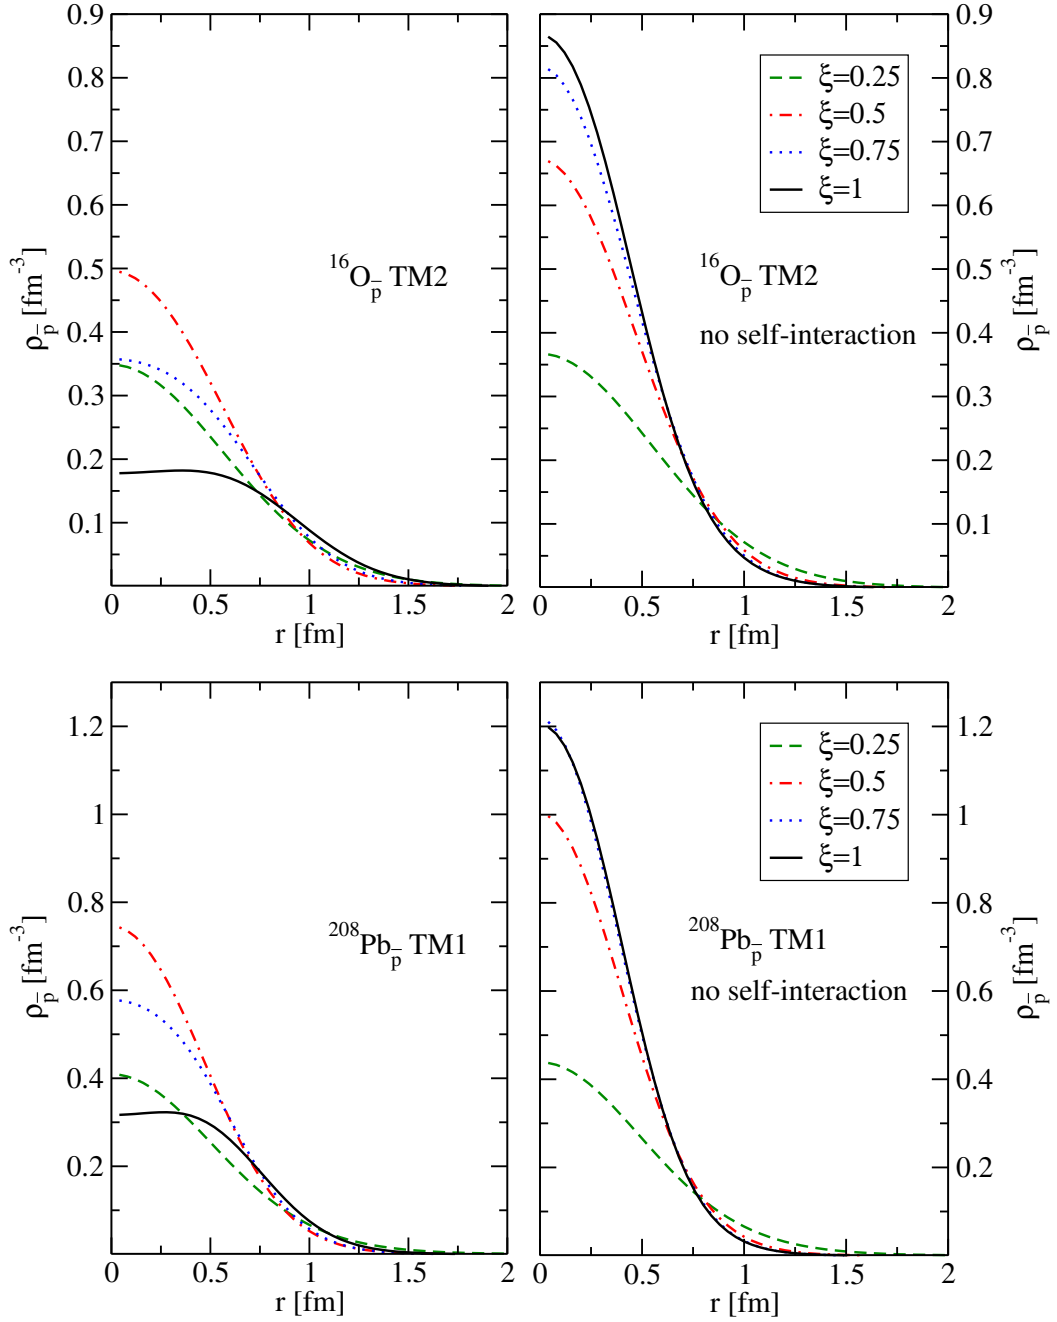 0.9
0.8
0.7
0.6
0.5
0.4
0.3
0.2
0.1
ρp̅ [fm⁻³]
¹⁶Op̅ TM2
0 0.5 1 1.5 2
r [fm]
ξ=0.25
ξ=0.5
ξ=0.75
ξ=1
¹⁶Op̅ TM2
no self-interaction
0.9
0.8
0.7
0.6
0.5
0.4
0.3
0.2
0.1
ρp̅ [fm⁻³]
0 0.5 1 1.5 2
r [fm]
1.2
1
0.8
0.6
0.4
0.2
ρp̅ [fm⁻³]
²⁰⁸Pbp̅ TM1
0 0.5 1 1.5 2
r [fm]
ξ=0.25
ξ=0.5
ξ=0.75
ξ=1
²⁰⁸Pbp̅ TM1
no self-interaction
1.2
1
0.8
0.6
0.4
0.2
ρp̅ [fm⁻³]
0 0.5 1 1.5 2
r [fm]